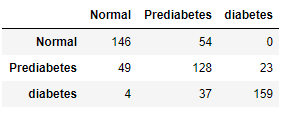 Normal Prediabetes diabetes
Normal 146 54 0
Prediabetes 49 128 23
diabetes 4 37 159